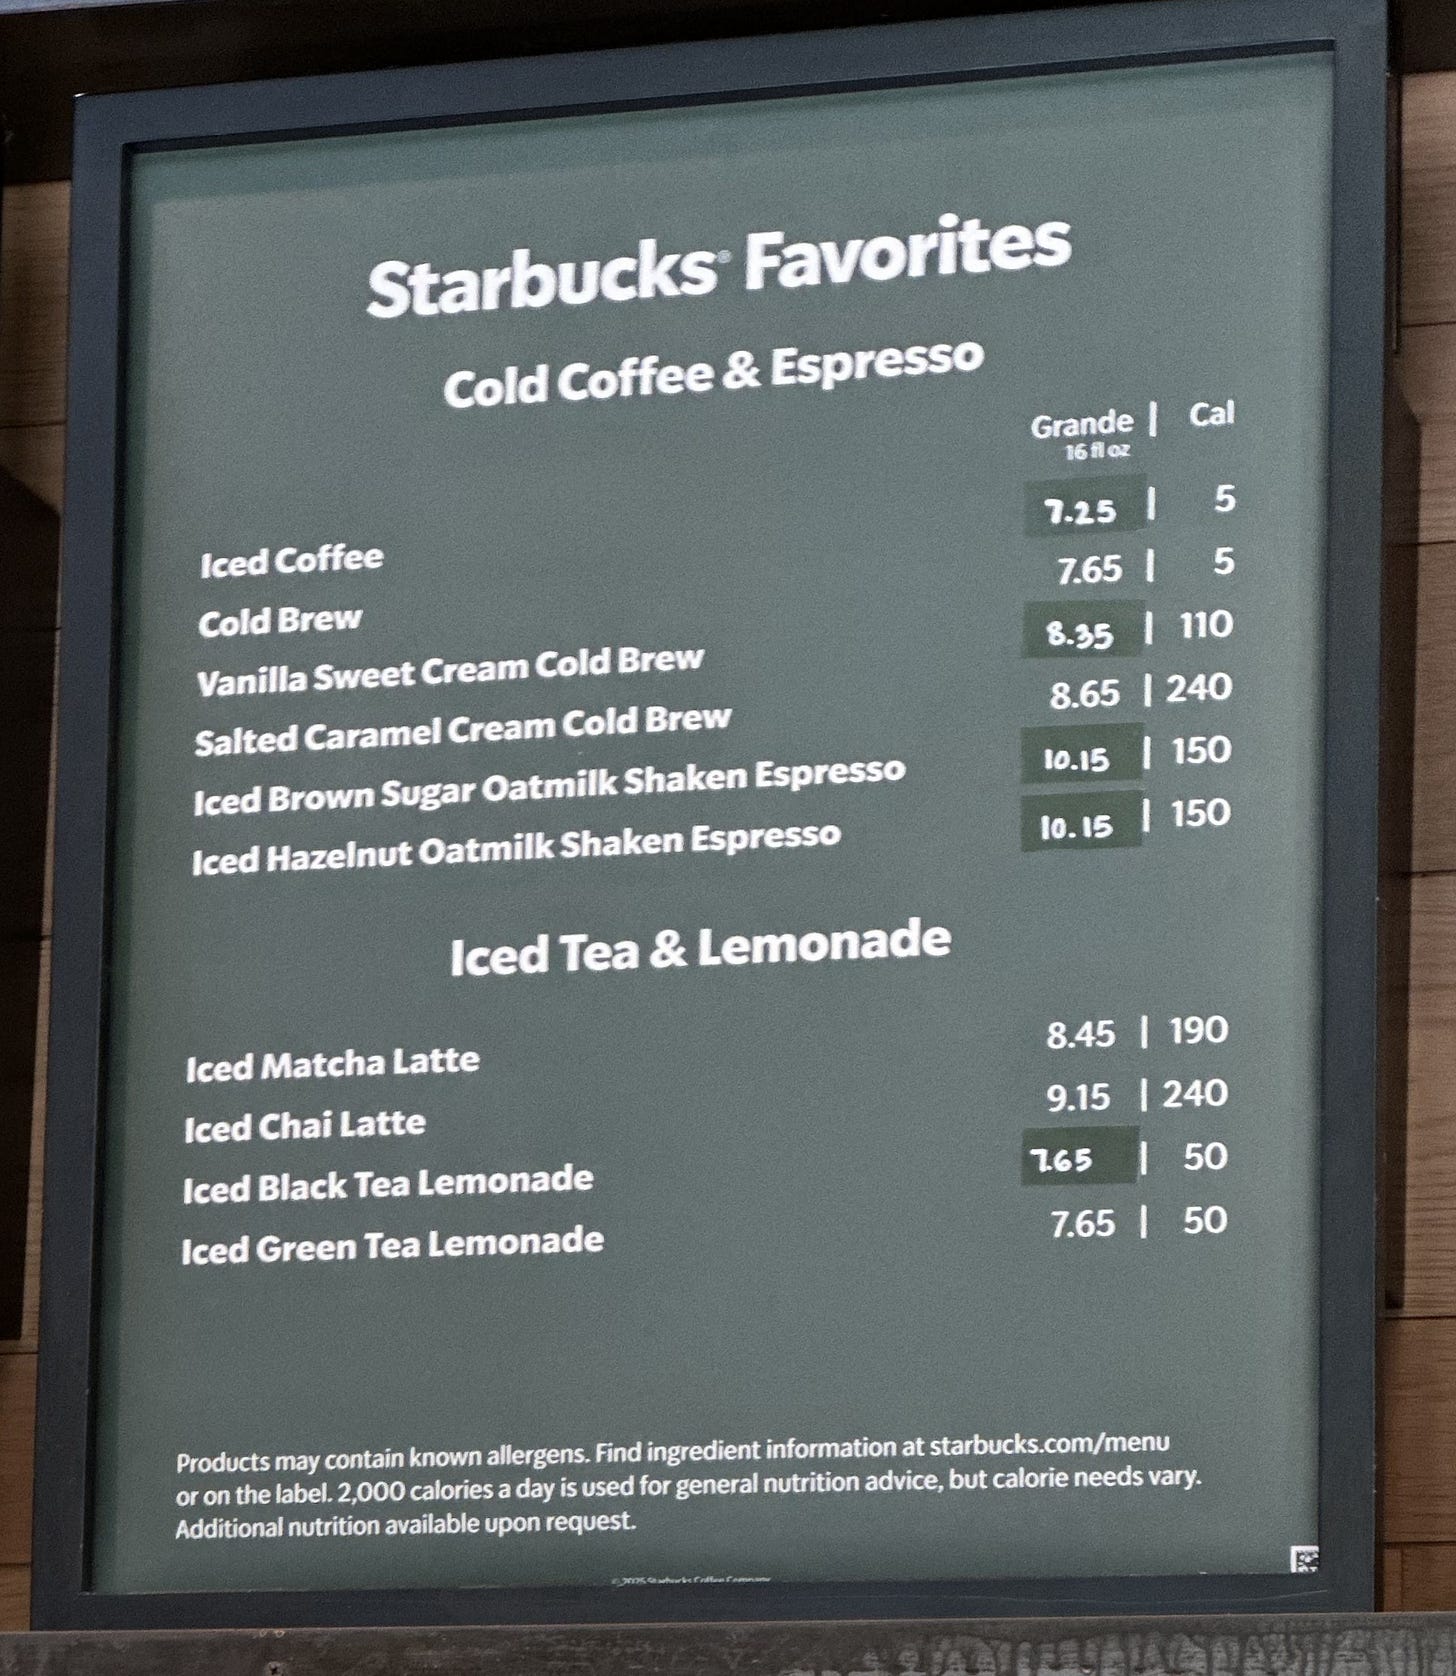 Starbucks® Favorites
Cold Coffee & Espresso
Grande | Cal
16 fl oz
Iced Coffee 7.25 | 5
Cold Brew 7.65 | 5
Vanilla Sweet Cream Cold Brew 8.35 | 110
Salted Caramel Cream Cold Brew 8.65 | 240
Iced Brown Sugar Oatmilk Shaken Espresso 10.15 | 150
Iced Hazelnut Oatmilk Shaken Espresso 10.15 | 150
Iced Tea & Lemonade
Iced Matcha Latte 8.45 | 190
Iced Chai Latte 9.15 | 240
Iced Black Tea Lemonade 7.65 | 50
Iced Green Tea Lemonade 7.65 | 50
Products may contain known allergens. Find ingredient information at starbucks.com/menu
or on the label. 2,000 calories a day is used for general nutrition advice, but calorie needs vary.
Additional nutrition available upon request.
© 2025 Starbucks Coffee Company